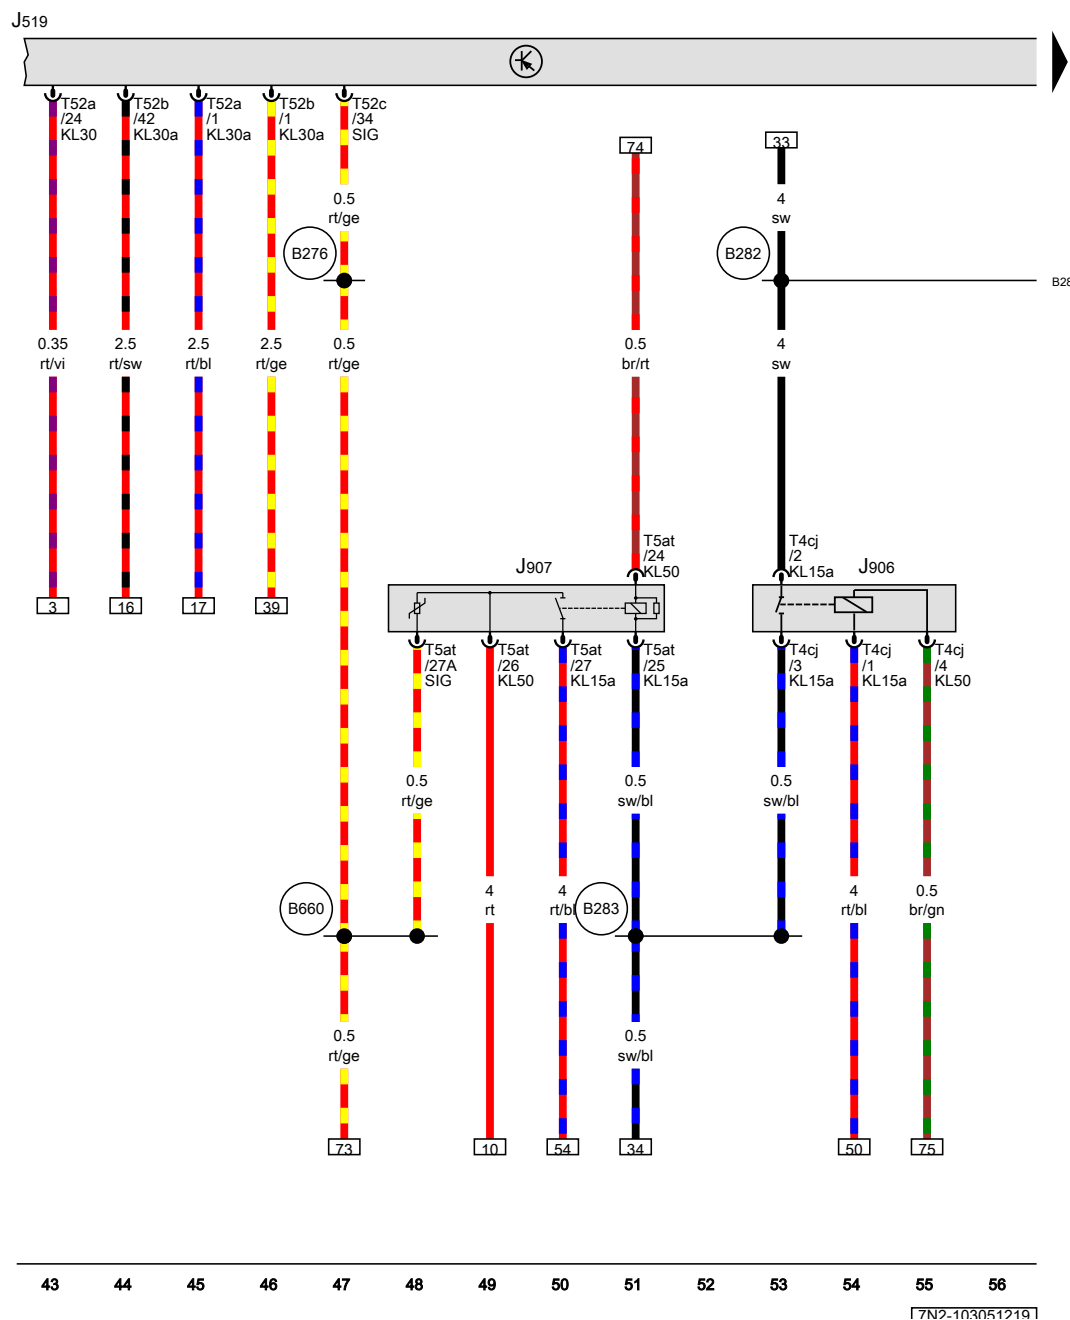 J519
T52a
/24
KL30
T52b
/42
KL30a
T52a
/1
KL30a
T52b
/1
KL30a
T52c
/34
SIG
74
33
0.5
rt/ge
4
sw
B276
B282
B28
0.35
rt/vi
2.5
rt/sw
2.5
rt/bl
2.5
rt/ge
0.5
rt/ge
0.5
br/rt
4
sw
T5at
/24
KL50
T4cj
/2
KL15a
J907
J906
3
16
17
39
T5at
/27A
SIG
T5at
/26
KL50
T5at
/27
KL15a
T5at
/25
KL15a
T4cj
/3
KL15a
T4cj
/1
KL15a
T4cj
/4
KL50
0.5
rt/ge
0.5
sw/bl
0.5
sw/bl
B660
4
rt
4
rt/bl
B283
4
rt/bl
0.5
br/gn
0.5
rt/ge
0.5
sw/bl
73
10
54
34
50
75
43 44 45 46 47 48 49 50 51 52 53 54 55 56
7N2-103051219